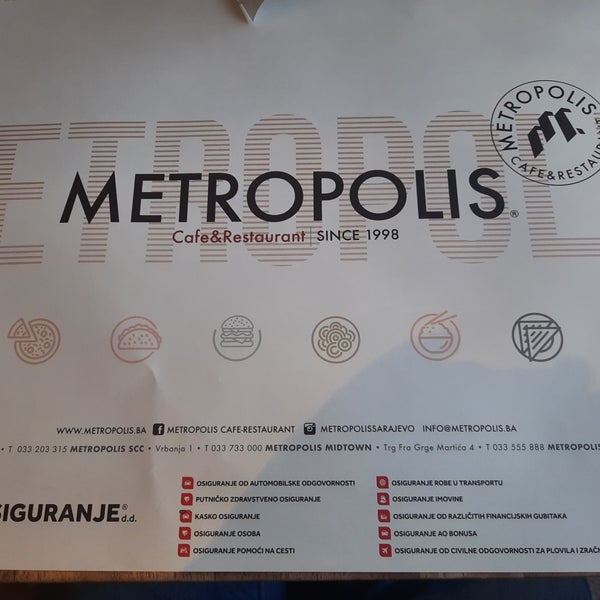 METROPOLIS
CAFE&RESTAURANT
M.
METROPOLIS®
Cafe&Restaurant | SINCE 1998
WWW.METROPOLIS.BA METROPOLIS CAFE-RESTAURANT METROPOLISSARAJEVO INFO@METROPOLIS.BA
• T 033 203 315 METROPOLIS SCC • Vrbanja 1 • T 033 733 000 METROPOLIS MIDTOWN • Trg Fra Grge Martića 4 • T 033 555 888 METROPOLIS
SIGURANJE® d.d.
OSIGURANJE OD AUTOMOBILSKE ODGOVORNOSTI
PUTNIČKO ZDRAVSTVENO OSIGURANJE
KASKO OSIGURANJE
OSIGURANJE OSOBA
OSIGURANJE POMOĆI NA CESTI
OSIGURANJE ROBE U TRANSPORTU
OSIGURANJE IMOVINE
OSIGURANJE OD RAZLIČITIH FINANCIJSKIH GUBITAKA
OSIGURANJE AO BONUSA
OSIGURANJE OD CIVILNE ODGOVORNOSTI ZA PLOVILA I ZRAČN